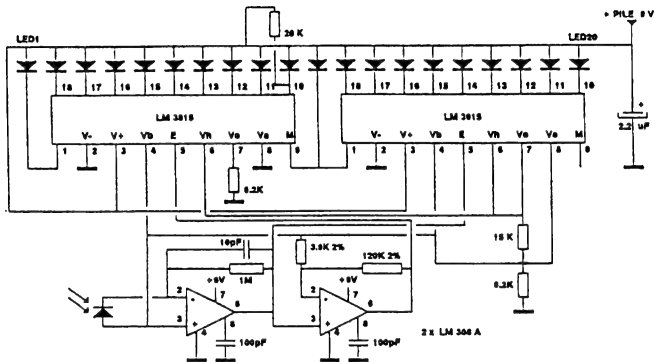 + PILE 9 V
LED1
20 K
LED20
18 17 16 15 14 13 12 11 10
18 17 16 15 14 13 12 11 10
LM 3915
LM 3915
V- V+ Vb E Vh Vo Va M
V- V+ Vb E Vh Vo Va M
1 2 3 4 5 6 7 8 9
1 2 3 4 5 6 7 8 9
+
2.2 uF
8.2K
10pF
1M
3.9K 2%
120K 2%
15 K
8.2K
+9V
+9V
2 - 7 6
2 - 7 6
3 + 4 8
3 + 4 8
100pF
100pF
2 x LM 308 A